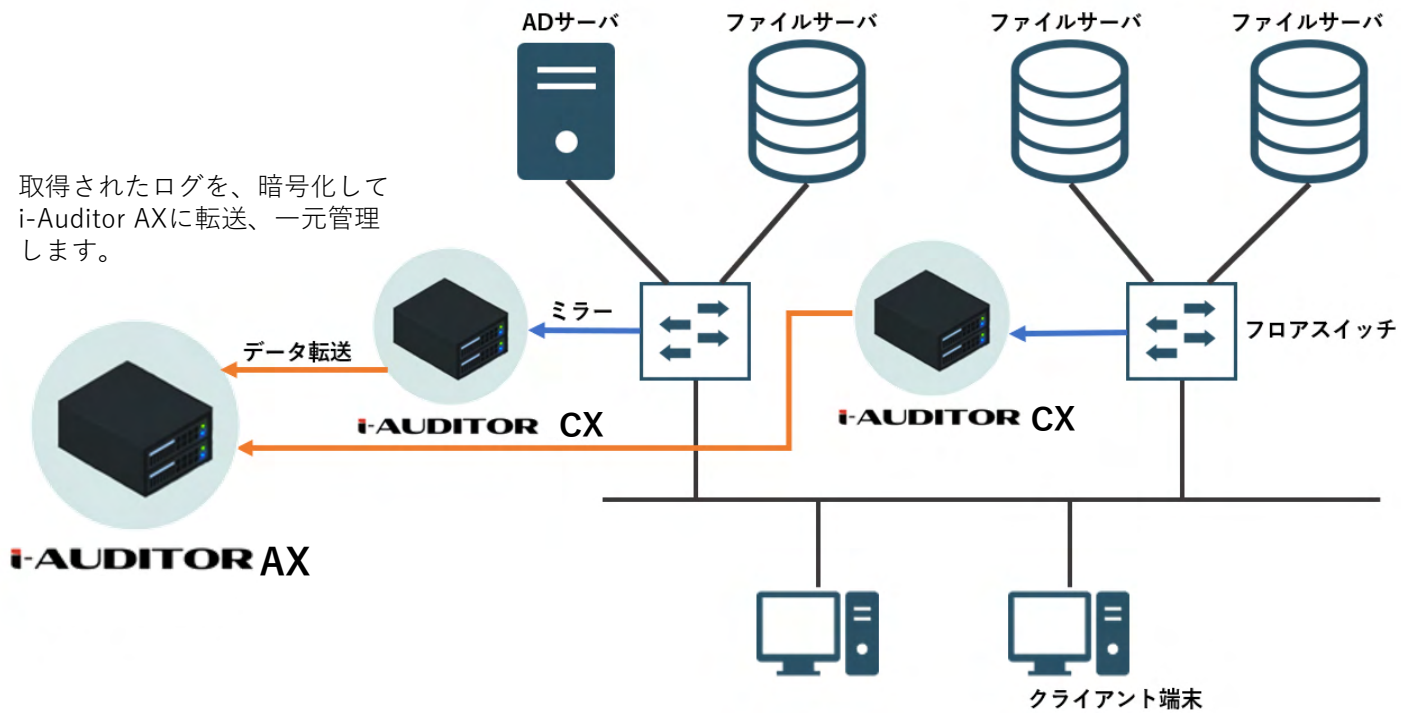 ADサーバ
ファイルサーバ
ファイルサーバ
ファイルサーバ
取得されたログを、暗号化して
i-Auditor AXに転送、一元管理
します。
ミラー
フロアスイッチ
データ転送
i-AUDITOR CX
i-AUDITOR CX
i-AUDITOR AX
クライアント端末